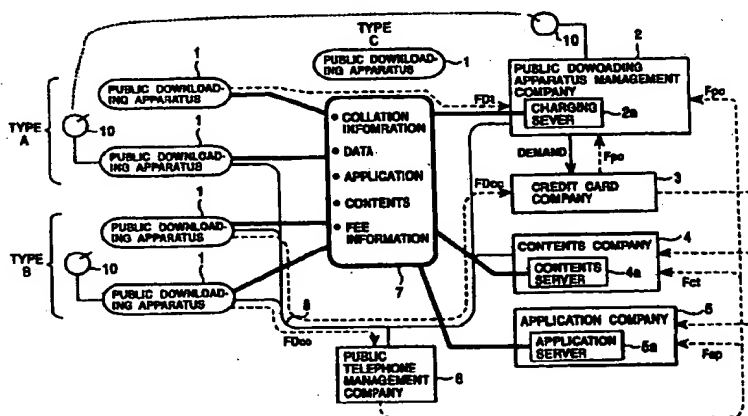 TYPE
C
10
2
1
PUBLIC DOWNLOAD-
ING APPARATUS
1
PUBLIC DOWNLOAD-
ING APPARATUS
TYPE
A
10
1
PUBLIC DOWNLOAD-
ING APPARATUS
1
PUBLIC DOWNLOAD-
ING APPARATUS
TYPE
B
10
1
PUBLIC DOWNLOAD-
ING APPARATUS
8
FDcc
• COLLATION
INFOMRATION
• DATA
• APPLICATION
• CONTENTS
• FEE
INFORMATION
7
FDt
FDcc
PUBLIC DOWOADING
APPARATUS MANAGEMENT
COMPANY
CHARGING
SEVER
2a
Fpc
DEMAND
Fpc
CREDIT CARD
COMPANY
3
CONTENTS COMPANY
4
CONTENTS
SERVER
4a
Fct
APPLICATION COMPANY
5
APPLICATION
SERVER
5a
Fap
PUBLIC
TELEPHONE
MANAGEMENT
COMPANY
6